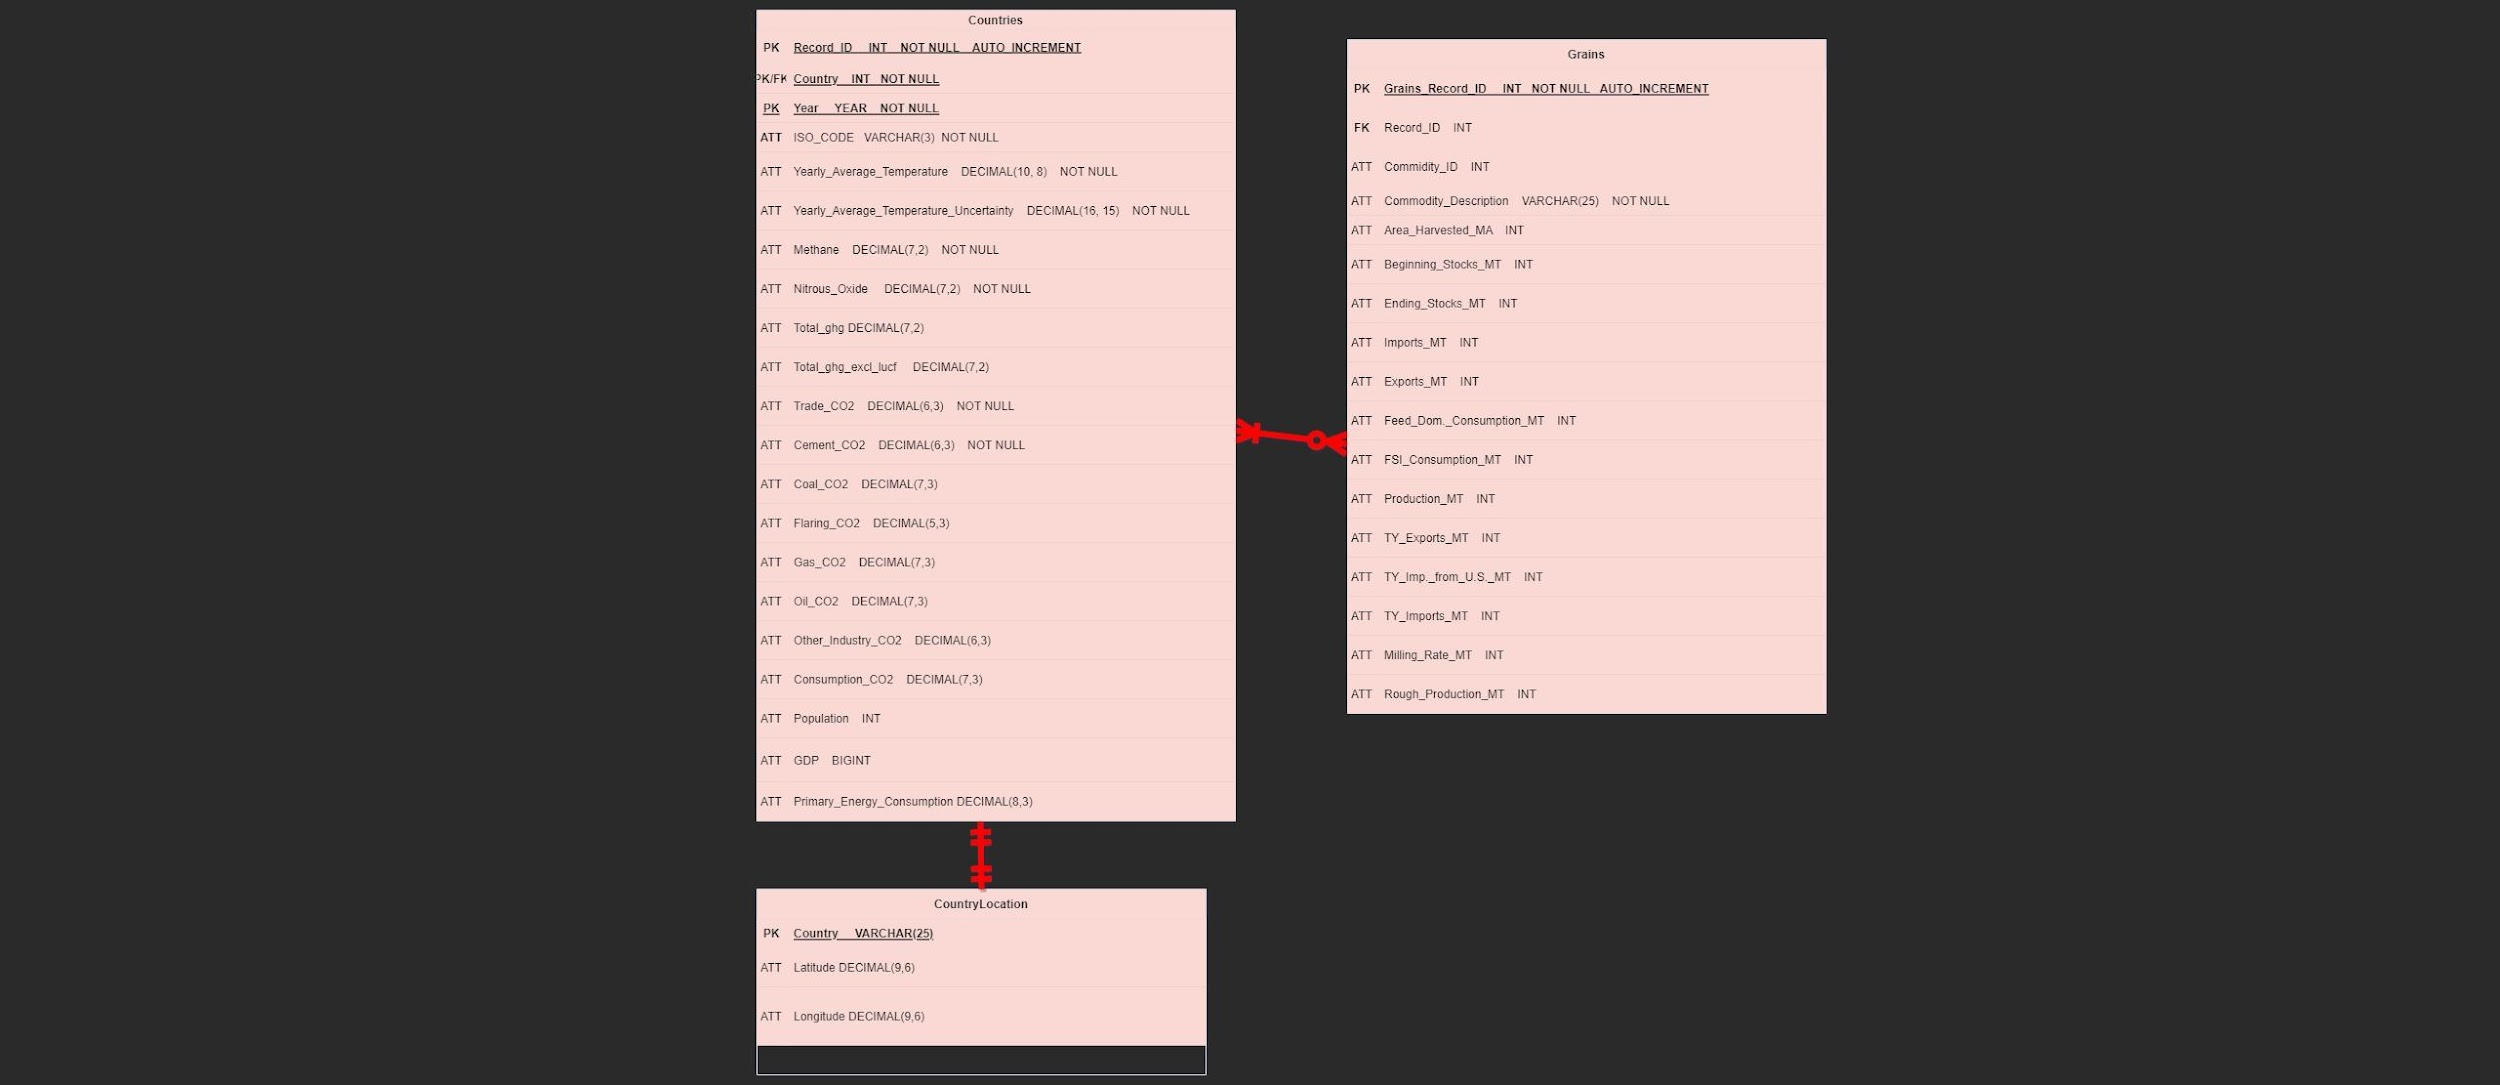 Countries
PK Record_ID INT NOT NULL AUTO_INCREMENT
PK/FK Country INT NOT NULL
PK Year YEAR NOT NULL
ATT ISO_CODE VARCHAR(3) NOT NULL
ATT Yearly_Average_Temperature DECIMAL(10, 8) NOT NULL
ATT Yearly_Average_Temperature_Uncertainty DECIMAL(16, 15) NOT NULL
ATT Methane DECIMAL(7,2) NOT NULL
ATT Nitrous_Oxide DECIMAL(7,2) NOT NULL
ATT Total_ghg DECIMAL(7,2)
ATT Total_ghg_excl_lucf DECIMAL(7,2)
ATT Trade_CO2 DECIMAL(6,3) NOT NULL
ATT Cement_CO2 DECIMAL(6,3) NOT NULL
ATT Coal_CO2 DECIMAL(7,3)
ATT Flaring_CO2 DECIMAL(5,3)
ATT Gas_CO2 DECIMAL(7,3)
ATT Oil_CO2 DECIMAL(7,3)
ATT Other_Industry_CO2 DECIMAL(6,3)
ATT Consumption_CO2 DECIMAL(7,3)
ATT Population INT
ATT GDP BIGINT
ATT Primary_Energy_Consumption DECIMAL(8,3)
Grains
PK Grains_Record_ID INT NOT NULL AUTO_INCREMENT
FK Record_ID INT
ATT Commidity_ID INT
ATT Commodity_Description VARCHAR(25) NOT NULL
ATT Area_Harvested_MA INT
ATT Beginning_Stocks_MT INT
ATT Ending_Stocks_MT INT
ATT Imports_MT INT
ATT Exports_MT INT
ATT Feed_Dom._Consumption_MT INT
ATT FSI_Consumption_MT INT
ATT Production_MT INT
ATT TY_Exports_MT INT
ATT TY_Imp._from_U.S._MT INT
ATT TY_Imports_MT INT
ATT Milling_Rate_MT INT
ATT Rough_Production_MT INT
CountryLocation
PK Country VARCHAR(25)
ATT Latitude DECIMAL(9,6)
ATT Longitude DECIMAL(9,6)